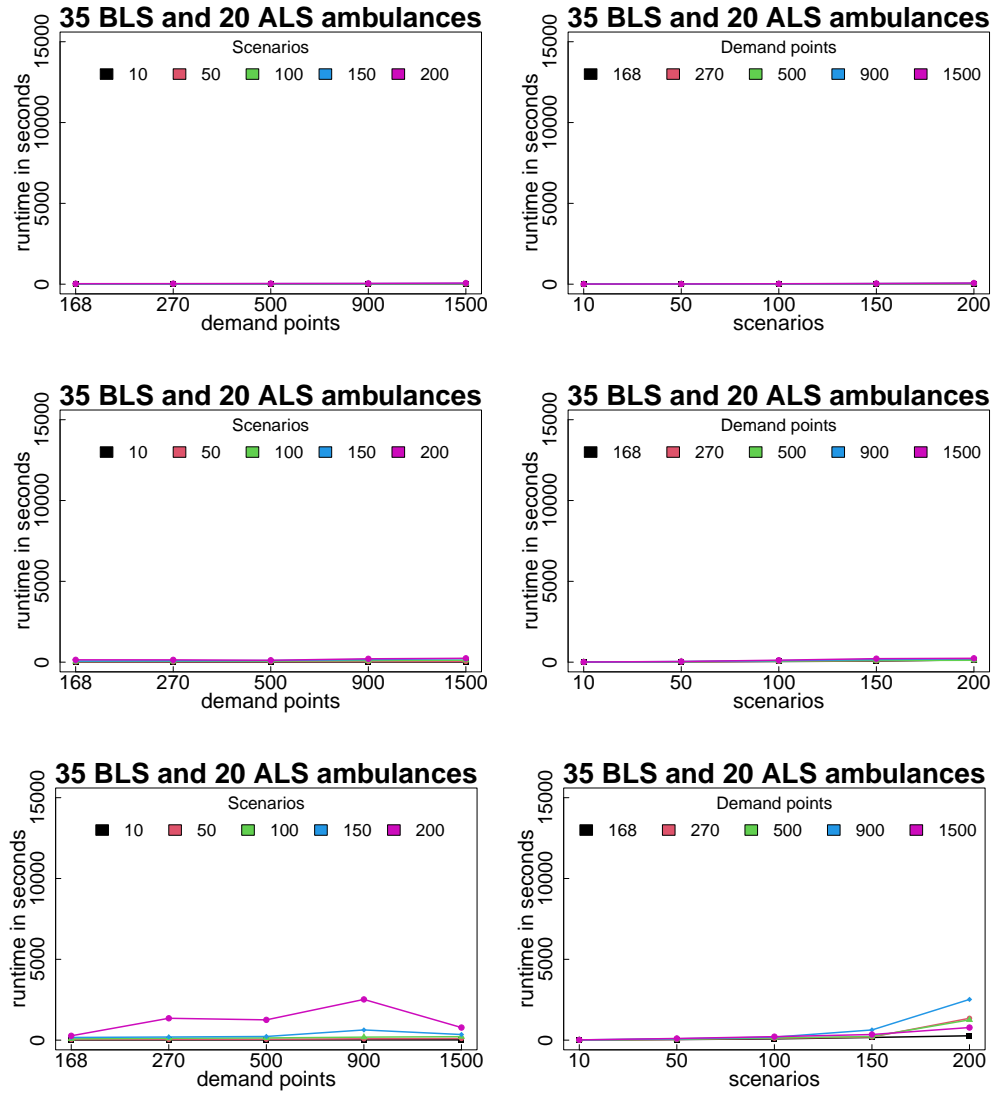 35 BLS and 20 ALS ambulances
runtime in seconds
15000
10000
5000
0
Scenarios
10 50 100 150 200
168 270 500 900 1500
demand points
35 BLS and 20 ALS ambulances
runtime in seconds
15000
10000
5000
0
Demand points
168 270 500 900 1500
10 50 100 150 200
scenarios
35 BLS and 20 ALS ambulances
runtime in seconds
15000
10000
5000
0
Scenarios
10 50 100 150 200
168 270 500 900 1500
demand points
35 BLS and 20 ALS ambulances
runtime in seconds
15000
10000
5000
0
Demand points
168 270 500 900 1500
10 50 100 150 200
scenarios
35 BLS and 20 ALS ambulances
runtime in seconds
15000
10000
5000
0
Scenarios
10 50 100 150 200
168 270 500 900 1500
demand points
35 BLS and 20 ALS ambulances
runtime in seconds
15000
10000
5000
0
Demand points
168 270 500 900 1500
10 50 100 150 200
scenarios